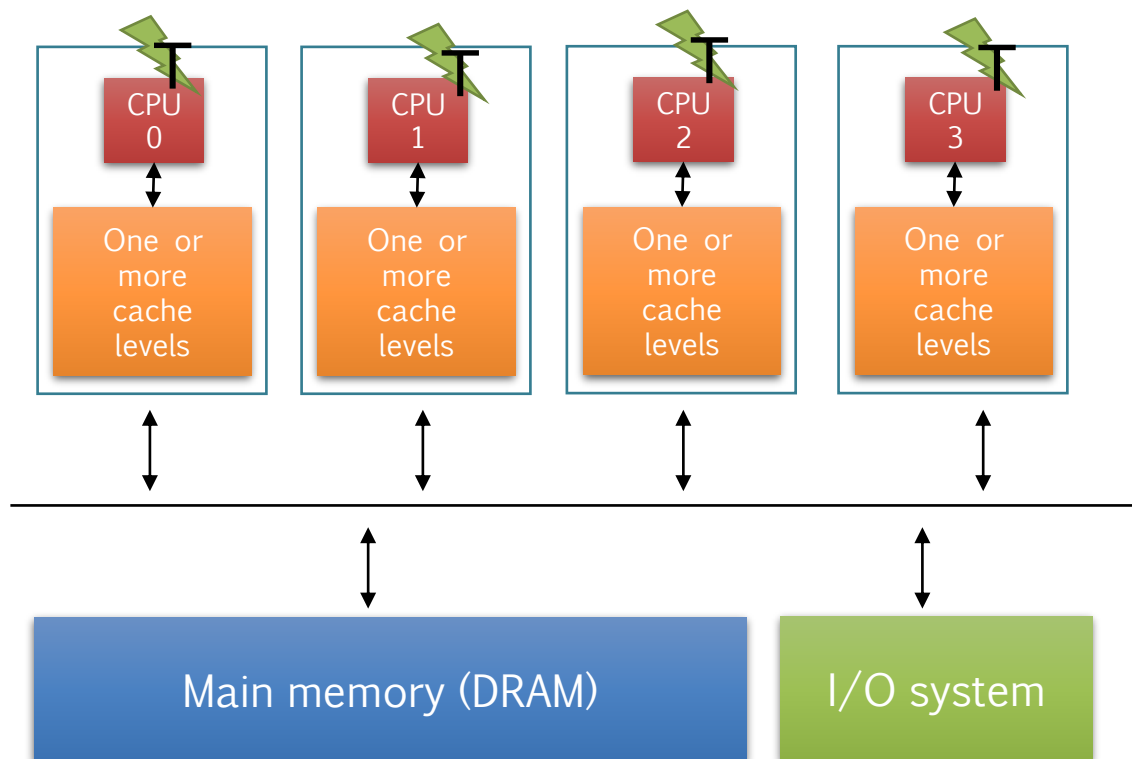 T
T
T
T
CPU
0
CPU
1
CPU
2
CPU
3
One or
more
cache
levels
One or
more
cache
levels
One or
more
cache
levels
One or
more
cache
levels
Main memory (DRAM)
I/O system